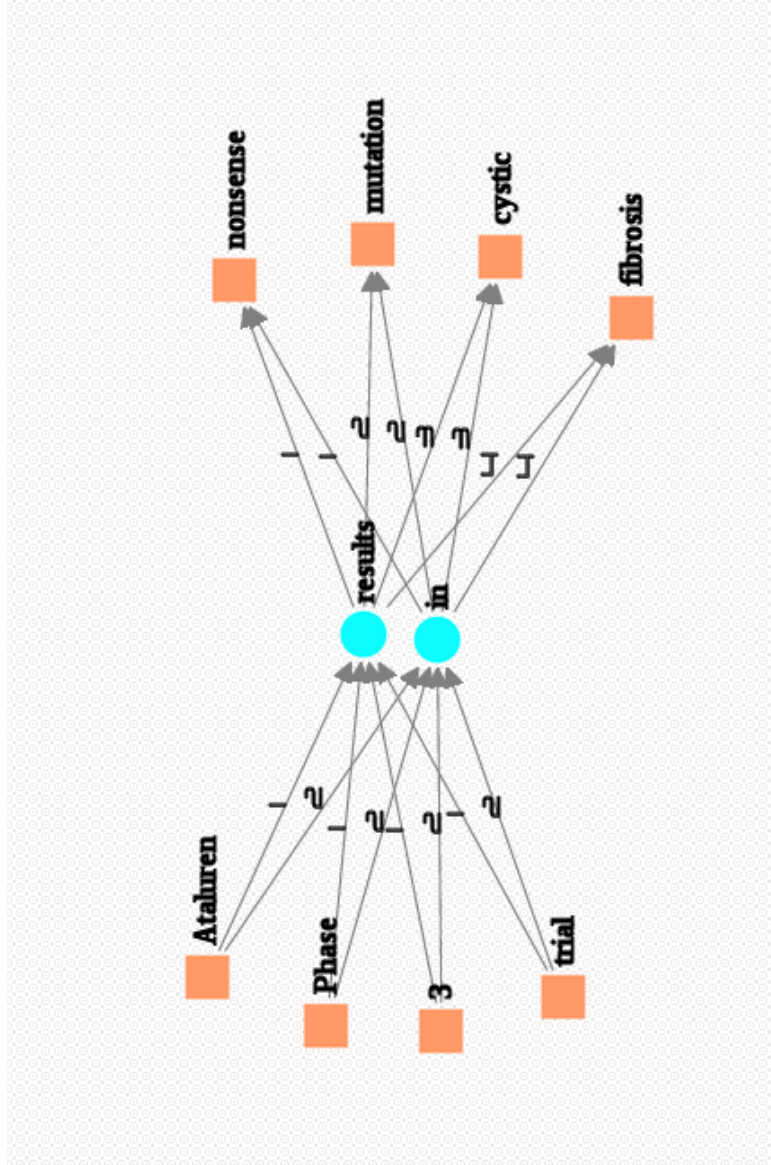 Ataluren
Phase
3
trial
1
2
1
2
1
2
1
2
results
in
1
1
2
2
3
3
4
4
nonsense
mutation
cystic
fibrosis